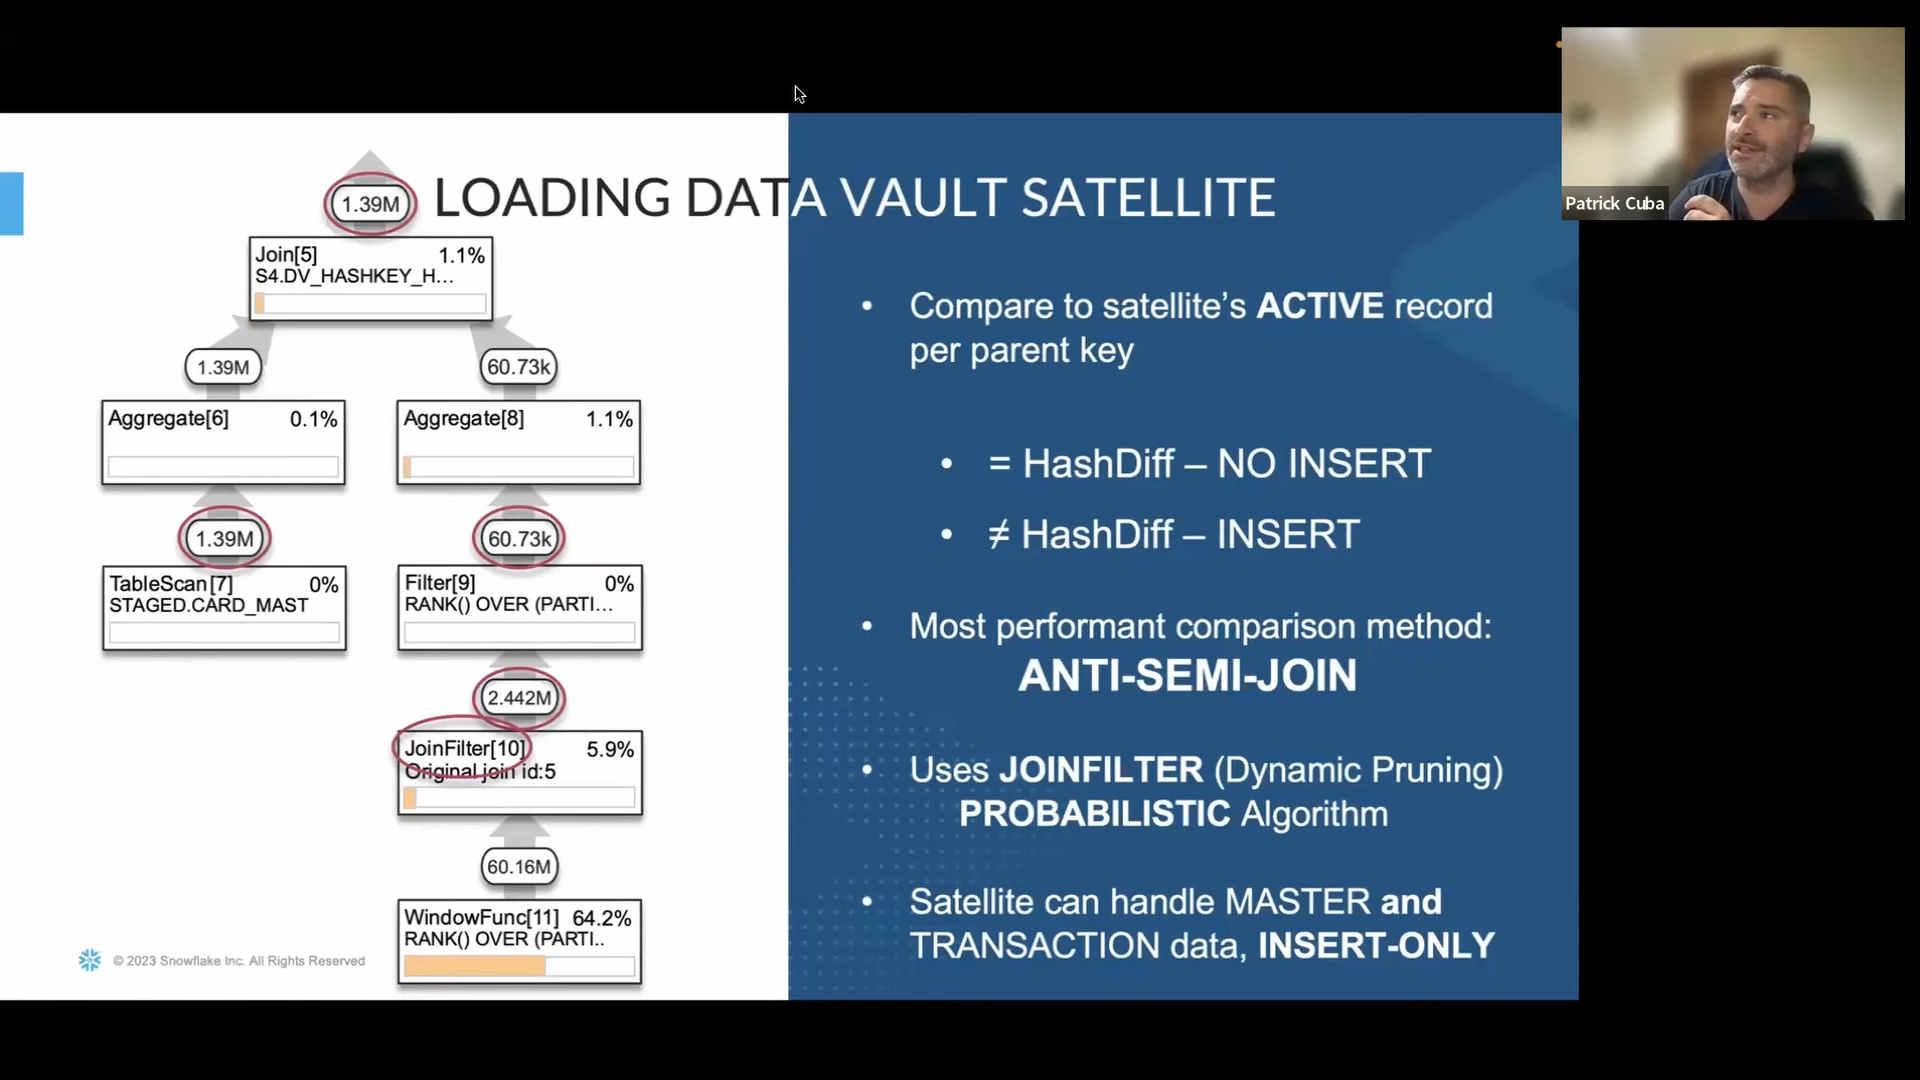 LOADING DATA VAULT SATELLITE
1.39M
Join[5] 1.1%
S4.DV_HASHKEY_H...
1.39M
60.73k
Aggregate[6] 0.1%
Aggregate[8] 1.1%
1.39M
60.73k
TableScan[7] 0%
STAGED.CARD_MAST
Filter[9] 0%
RANK() OVER (PARTI...
2.442M
JoinFilter[10] 5.9%
Original join id:5
60.16M
WindowFunc[11] 64.2%
RANK() OVER (PARTI..
© 2023 Snowflake Inc. All Rights Reserved
• Compare to satellite’s ACTIVE record
per parent key
• = HashDiff – NO INSERT
• ≠ HashDiff – INSERT
• Most performant comparison method:
ANTI-SEMI-JOIN
• Uses JOINFILTER (Dynamic Pruning)
PROBABILISTIC Algorithm
• Satellite can handle MASTER and
TRANSACTION data, INSERT-ONLY
Patrick Cuba